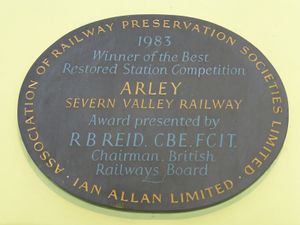 ASSOCIATION OF RAILWAY PRESERVATION SOCIETIES LIMITED ·
1983
Winner of the Best
Restored Station Competition
ARLEY
SEVERN VALLEY RAILWAY
Award presented by
R B REID, CBE, FCIT.
Chairman, British
Railways Board
· IAN ALLAN LIMITED ·